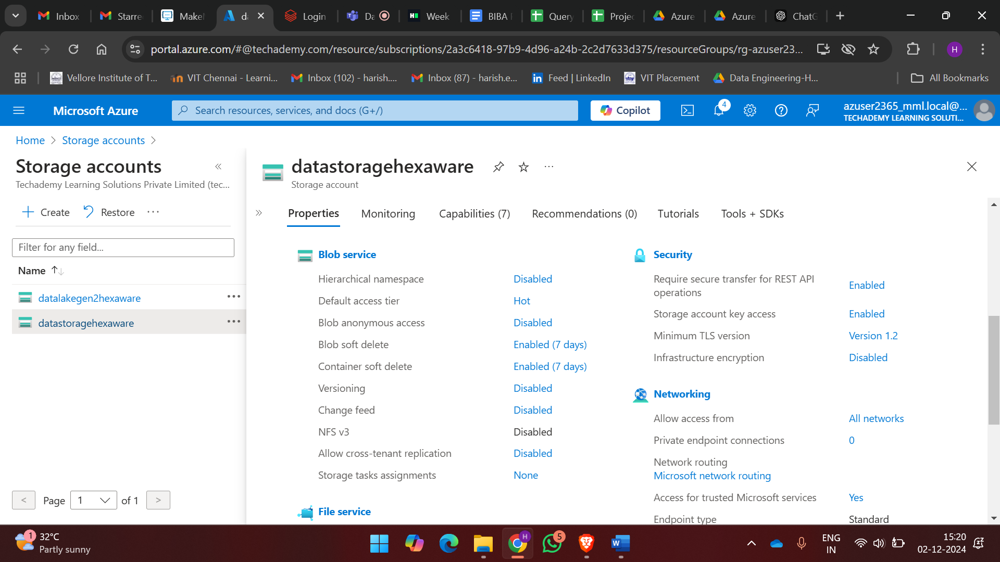 Inbox
Starre
Make
d
Login
Da
Week
BIBA
Query
Projec
Azure
Azure
ChatG
portal.azure.com/#@techademy.com/resource/subscriptions/2a3c6418-97b9-4d96-a24b-2c2d7633d375/resourceGroups/rg-azuser23...
H
Vellore Institute of T...
VIT Chennai - Learni...
Inbox (102) - harish....
Inbox (87) - harish.e...
Feed | LinkedIn
VIT Placement
Data Engineering-H...
All Bookmarks
Microsoft Azure
Search resources, services, and docs (G+/)
Copilot
4
azuser2365_mml.local@...
TECHADEMY LEARNING SOLUTI...
Home > Storage accounts >
Storage accounts
Techademy Learning Solutions Private Limited (tec...
Create
Restore
...
Filter for any field...
Name
datalakegen2hexaware
datastoragehexaware
< Page 1 of 1 >
datastoragehexaware
Storage account
Properties
Monitoring
Capabilities (7)
Recommendations (0)
Tutorials
Tools + SDKs
Blob service
Hierarchical namespace Disabled
Default access tier Hot
Blob anonymous access Disabled
Blob soft delete Enabled (7 days)
Container soft delete Enabled (7 days)
Versioning Disabled
Change feed Disabled
NFS v3 Disabled
Allow cross-tenant replication Disabled
Storage tasks assignments None
File service
Security
Require secure transfer for REST API
operations Enabled
Storage account key access Enabled
Minimum TLS version Version 1.2
Infrastructure encryption Disabled
Networking
Allow access from All networks
Private endpoint connections 0
Network routing
Microsoft network routing
Access for trusted Microsoft services Yes
Endpoint type Standard
1
32°C
Partly sunny
H
5
W
ENG
IN
15:20
02-12-2024